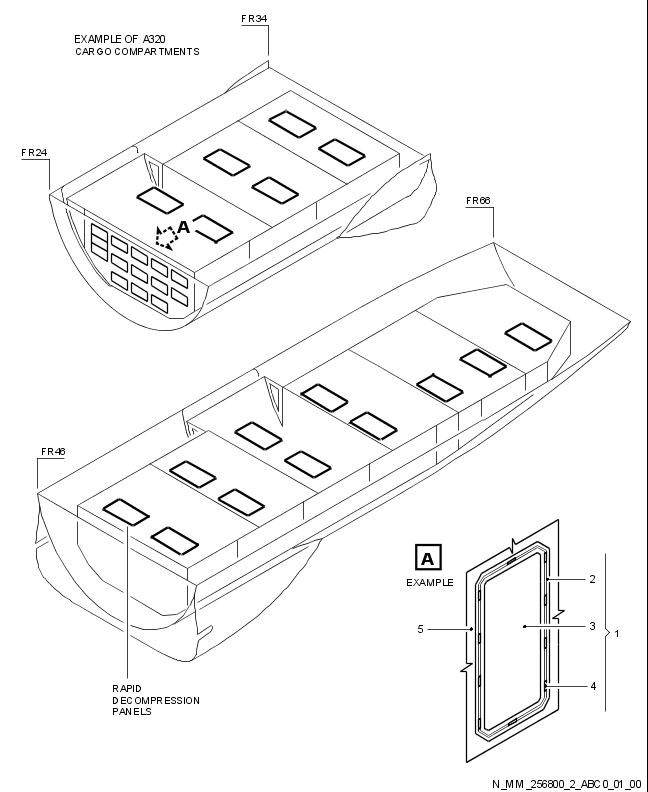 FR34
EXAMPLE OF A320
CARGO COMPARTMENTS
FR24
A
FR66
FR46
A
EXAMPLE
2
5
3
1
4
RAPID
DECOMPRESSION
PANELS
N_MM_256800_2_ABC0_01_00